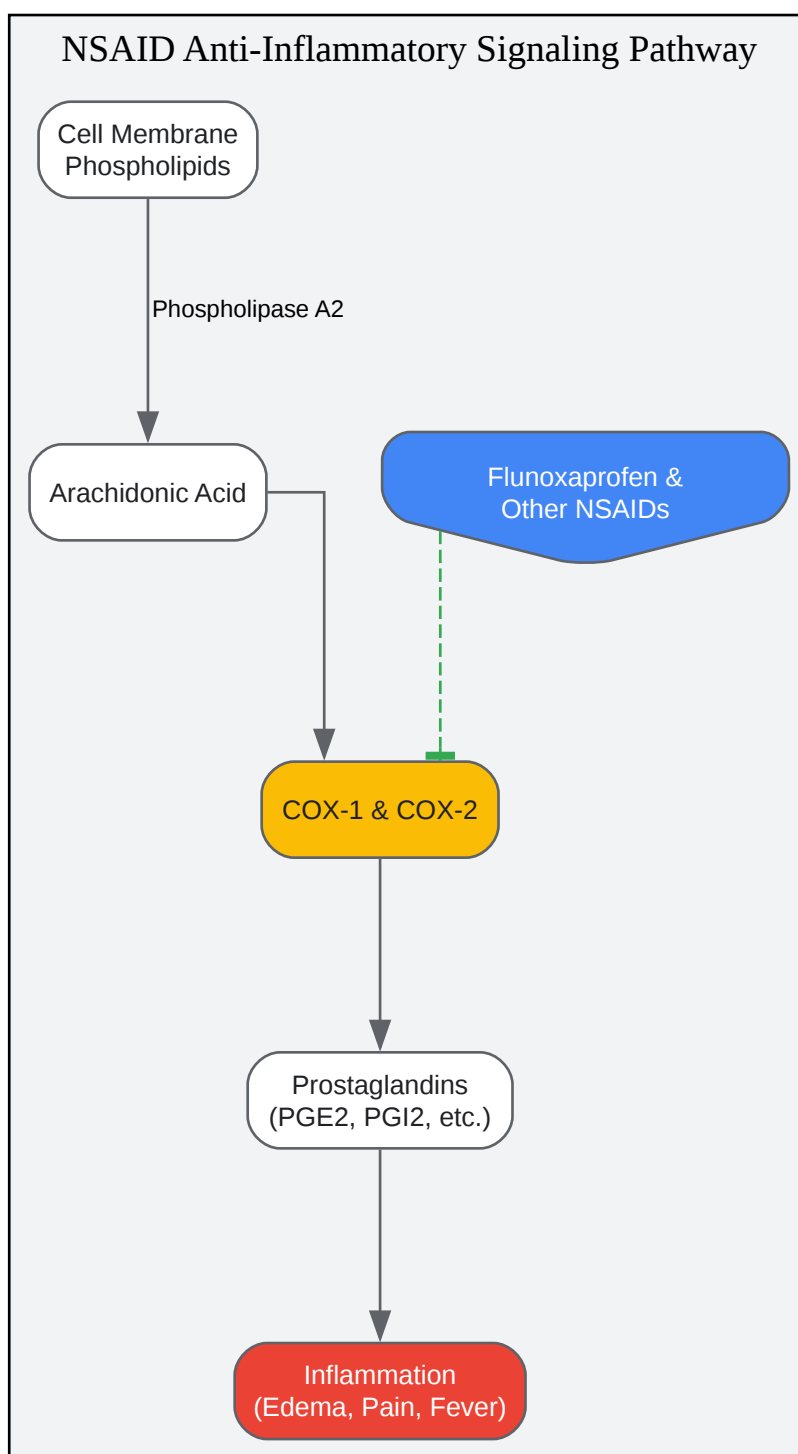 NSAID Anti-Inflammatory Signaling Pathway
Cell Membrane
Phospholipids
Phospholipase A2
Arachidonic Acid
Flunoxaprofen &
Other NSAIDs
COX-1 & COX-2
Prostaglandins
(PGE2, PGI2, etc.)
Inflammation
(Edema, Pain, Fever)